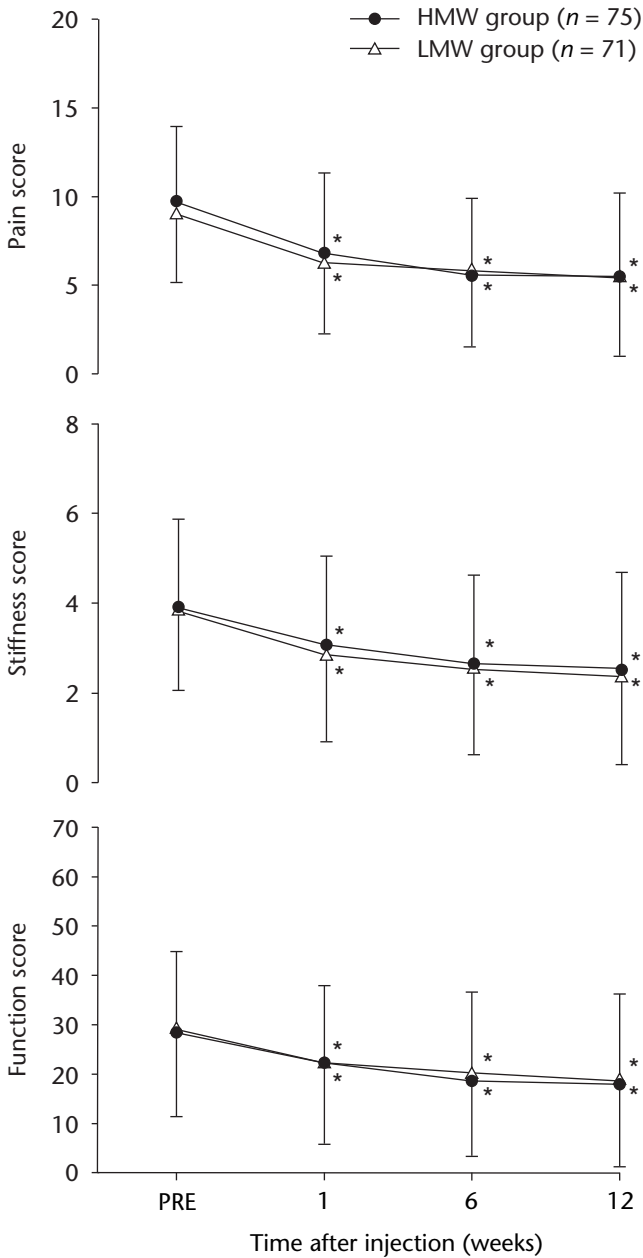 HMW group (n = 75)
LMW group (n = 71)
20
15
10
5
0
Pain score
* * *
* * *
8
6
4
2
0
Stiffness score
* * *
* * *
70
60
50
40
30
20
10
0
Function score
* * *
* * *
PRE 1 6 12
Time after injection (weeks)